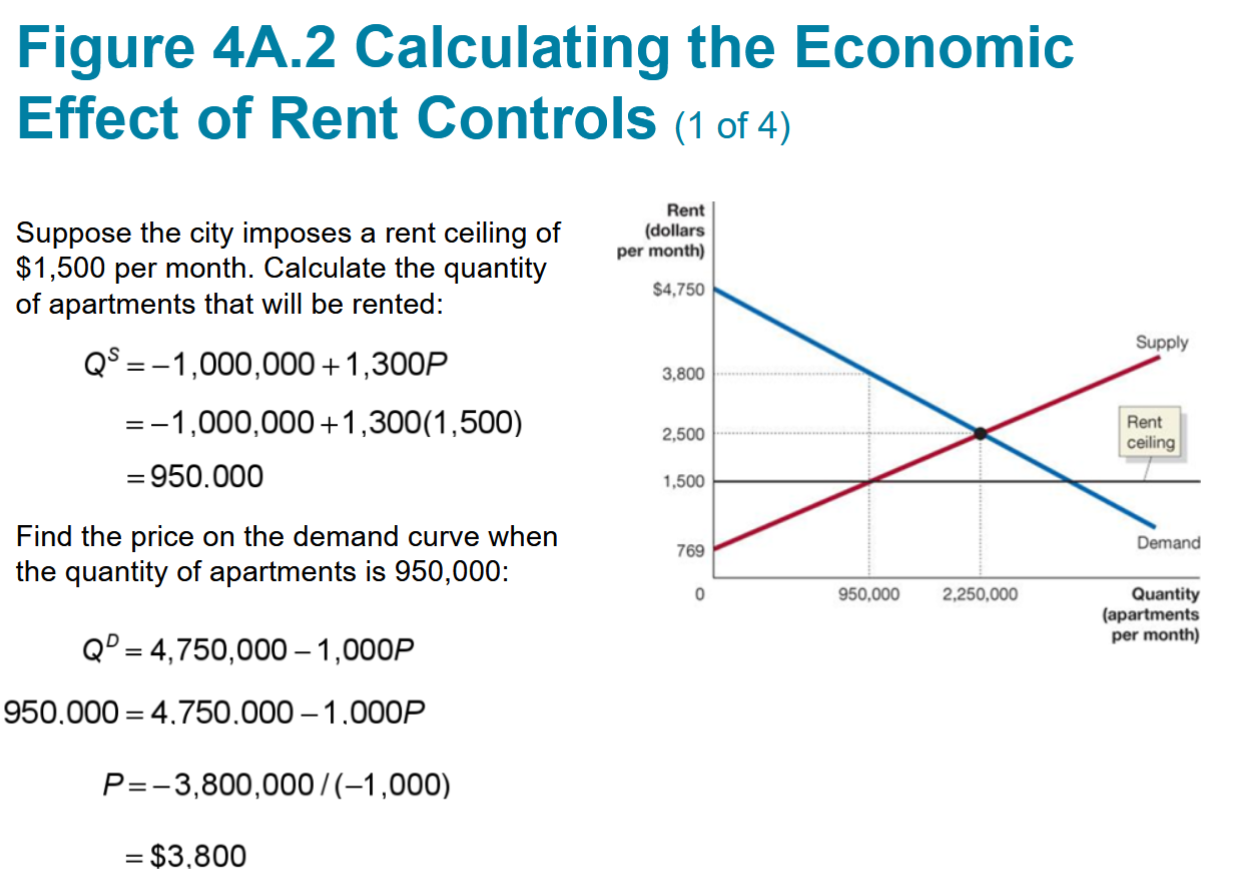 Figure 4A.2 Calculating the Economic
Effect of Rent Controls (1 of 4)
Suppose the city imposes a rent ceiling of
$1,500 per month. Calculate the quantity
of apartments that will be rented:
Qˢ = −1,000,000 + 1,300P
= −1,000,000 + 1,300(1,500)
= 950.000
Find the price on the demand curve when
the quantity of apartments is 950,000:
Qᴰ = 4,750,000 − 1,000P
950.000 = 4.750.000 − 1.000P
P = −3,800,000 / (−1,000)
= $3,800
Rent
(dollars
per month)
$4,750
3,800
2,500
1,500
769
0
Supply
Rent
ceiling
Demand
950,000
2,250,000
Quantity
(apartments
per month)